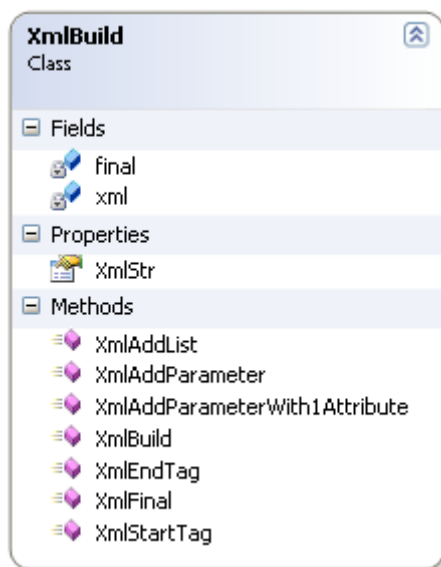 XmlBuild
Class
Fields
final
xml
Properties
XmlStr
Methods
XmlAddList
XmlAddParameter
XmlAddParameterWith1Attribute
XmlBuild
XmlEndTag
XmlFinal
XmlStartTag